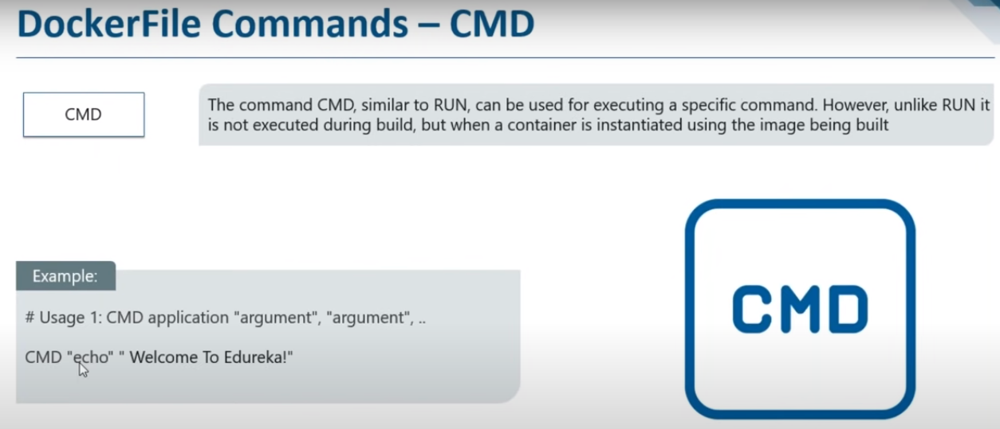 DockerFile Commands – CMD
CMD
The command CMD, similar to RUN, can be used for executing a specific command. However, unlike RUN it
is not executed during build, but when a container is instantiated using the image being built
Example:
# Usage 1: CMD application "argument", "argument", ..
CMD "echo" " Welcome To Edureka!"
CMD